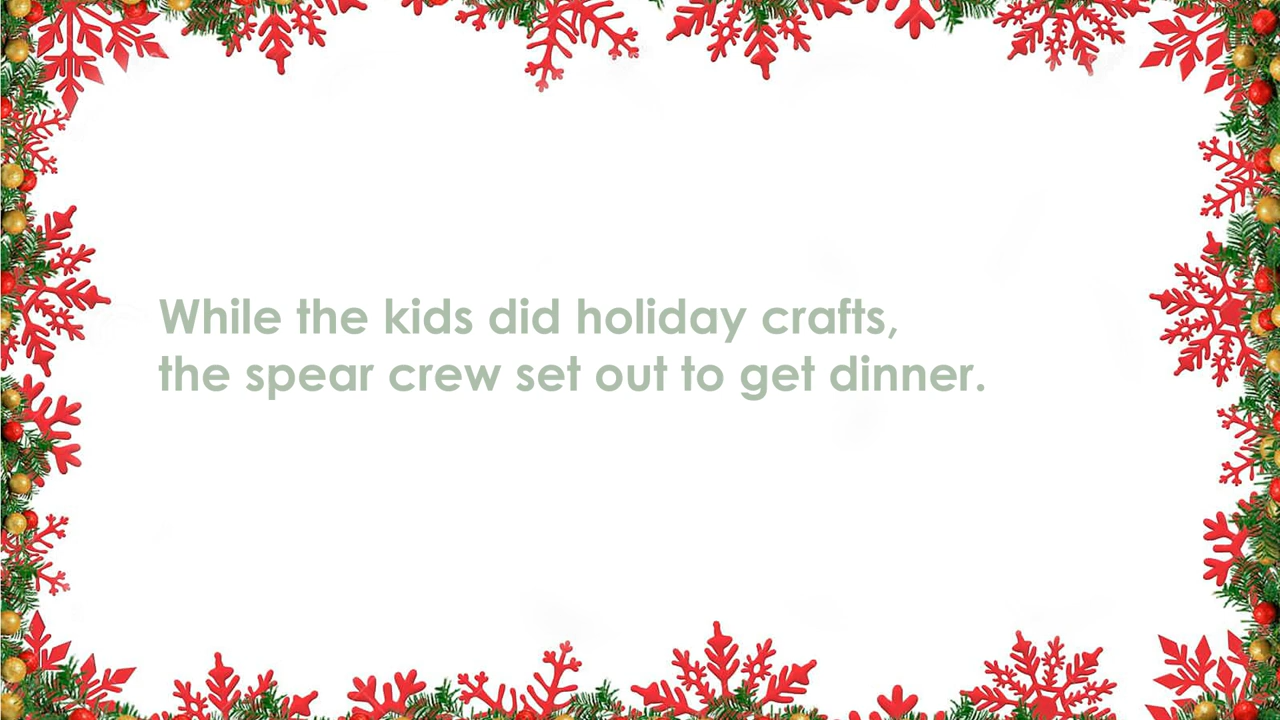 While the kids did holiday crafts,
the spear crew set out to get dinner.